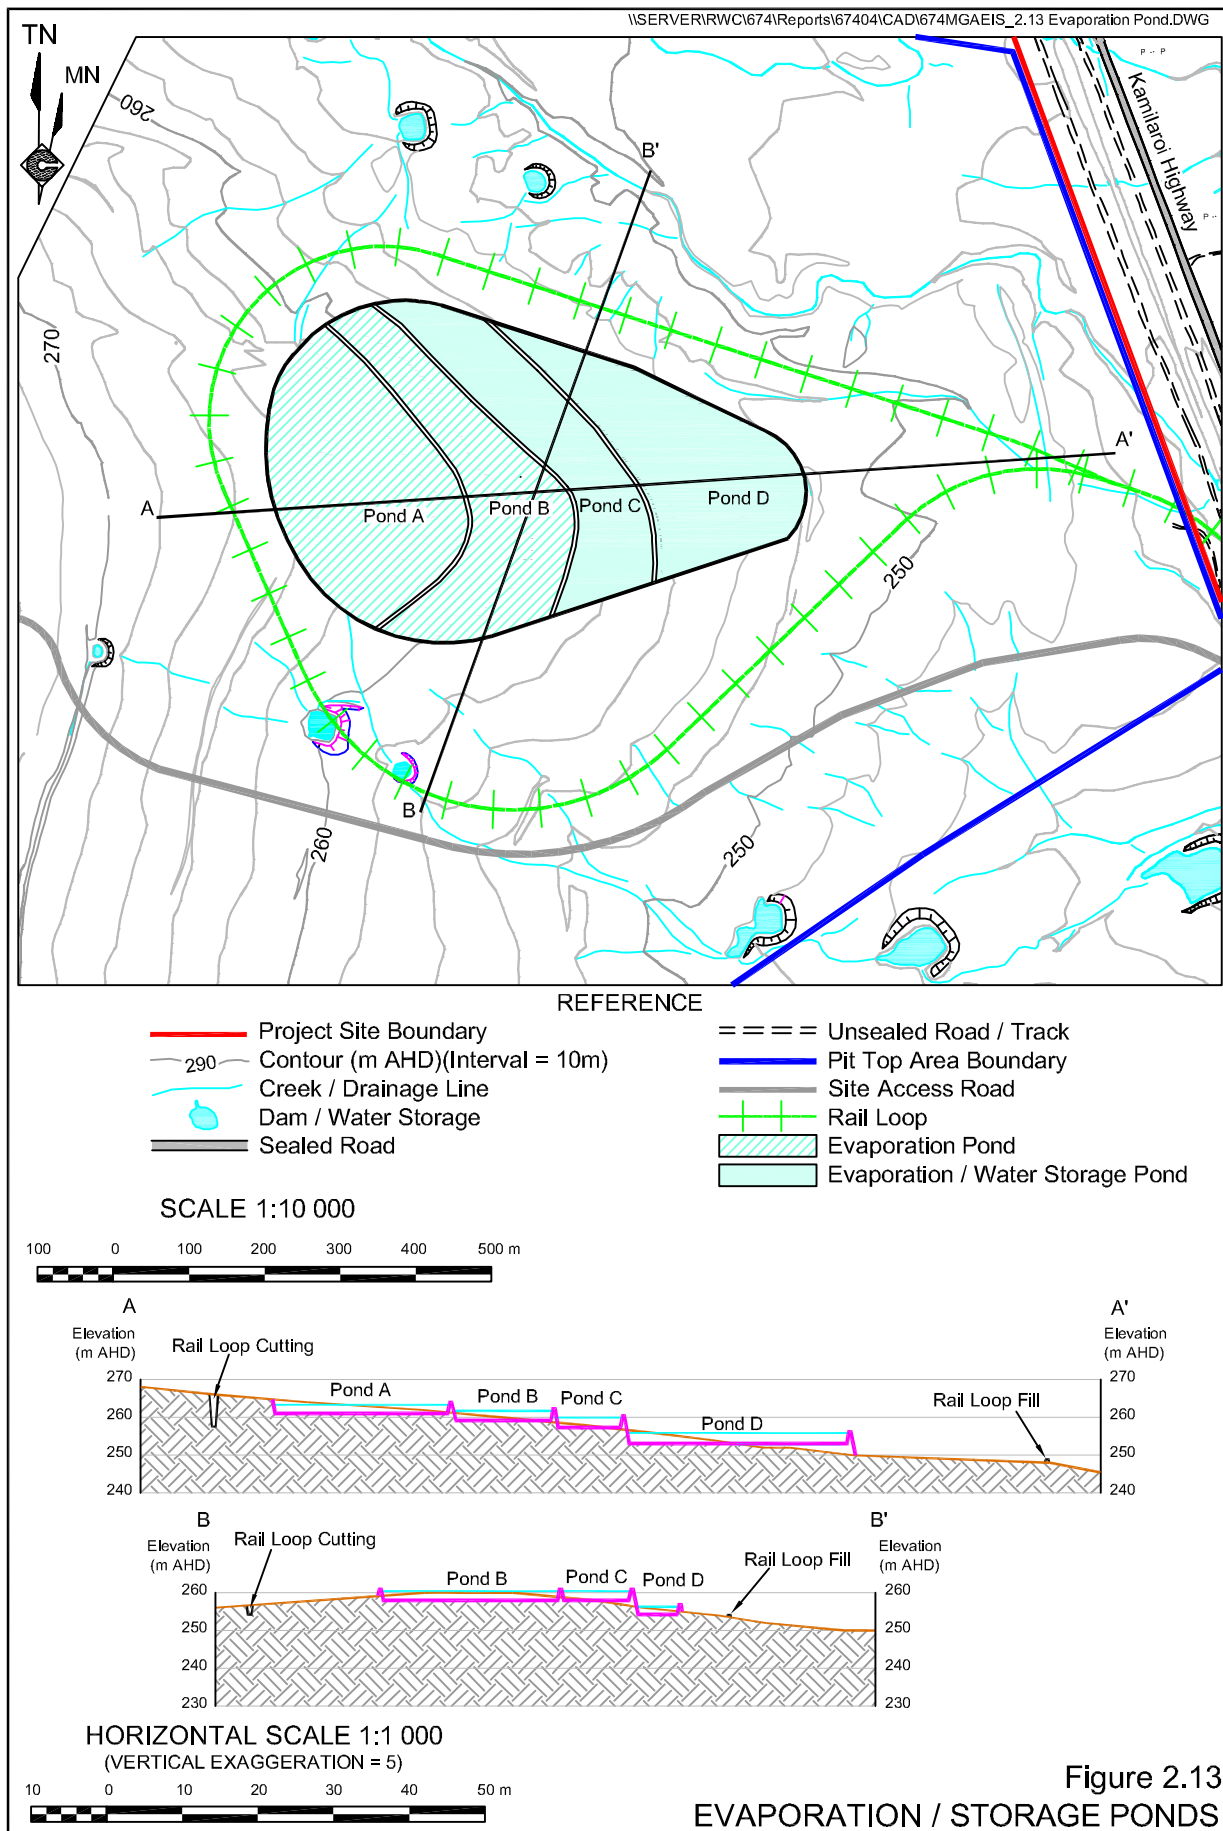 \\SERVER\RWC\674\Reports\67404\CAD\674MGAEIS_2.13 Evaporation Pond.DWG
TN
MN
260
P -- P
Kamilaroi Highway
B'
P --
270
A'
A
Pond A
Pond B
Pond C
Pond D
250
B
260
250
REFERENCE
Project Site Boundary
290 Contour (m AHD)(Interval = 10m)
Creek / Drainage Line
Dam / Water Storage
Sealed Road
Unsealed Road / Track
Pit Top Area Boundary
Site Access Road
Rail Loop
Evaporation Pond
Evaporation / Water Storage Pond
SCALE 1:10 000
100 0 100 200 300 400 500 m
A A'
Elevation (m AHD)
Elevation (m AHD)
Rail Loop Cutting
270 270
Pond A Pond B Pond C
Rail Loop Fill
260 260
Pond D
250 250
240 240
B B'
Elevation (m AHD)
Elevation (m AHD)
Rail Loop Cutting
Rail Loop Fill
Pond B Pond C Pond D
260 260
250 250
240 240
230 230
HORIZONTAL SCALE 1:1 000
(VERTICAL EXAGGERATION = 5)
10 0 10 20 30 40 50 m
Figure 2.13
EVAPORATION / STORAGE PONDS